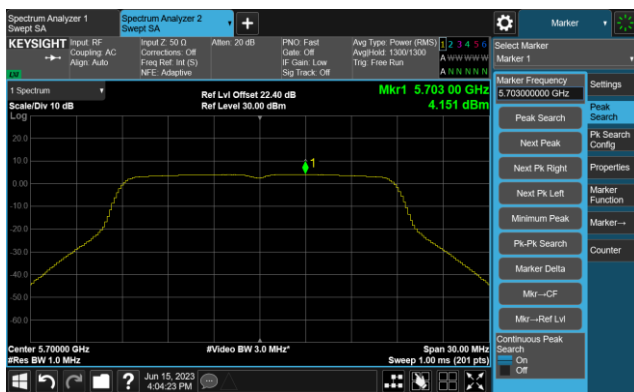 Spectrum Analyzer 1
Swept SA
Spectrum Analyzer 2
Swept SA
Marker
KEYSIGHT
Input: RF
Coupling: AC
Align: Auto
Input Z: 50 Ω
Corrections: Off
Freq Ref: Int (S)
NFE: Adaptive
Atten: 20 dB
PNO: Fast
Gate: Off
IF Gain: Low
Sig Track: Off
Avg Type: Power (RMS)
Avg|Hold: 1300/1300
Trig: Free Run
1 2 3 4 5 6
A W W W W W
A N N N N N
LXI
Select Marker
Marker 1
1 Spectrum
Scale/Div 10 dB
Log
Ref Lvl Offset 22.40 dB
Ref Level 30.00 dBm
Mkr1 5.703 00 GHz
4.151 dBm
20.0
10.0
0.00
-10.0
-20.0
-30.0
-40.0
-50.0
-60.0
1
Center 5.70000 GHz
#Res BW 1.0 MHz
#Video BW 3.0 MHz*
Span 30.00 MHz
Sweep 1.00 ms (201 pts)
Marker Frequency
5.703000000 GHz
Peak Search
Next Peak
Next Pk Right
Next Pk Left
Minimum Peak
Pk-Pk Search
Marker Delta
Mkr→CF
Mkr→Ref Lvl
Continuous Peak
Search
On
Off
Settings
Peak
Search
Pk Search
Config
Properties
Marker
Function
Marker→
Counter
Jun 15, 2023
4:04:23 PM